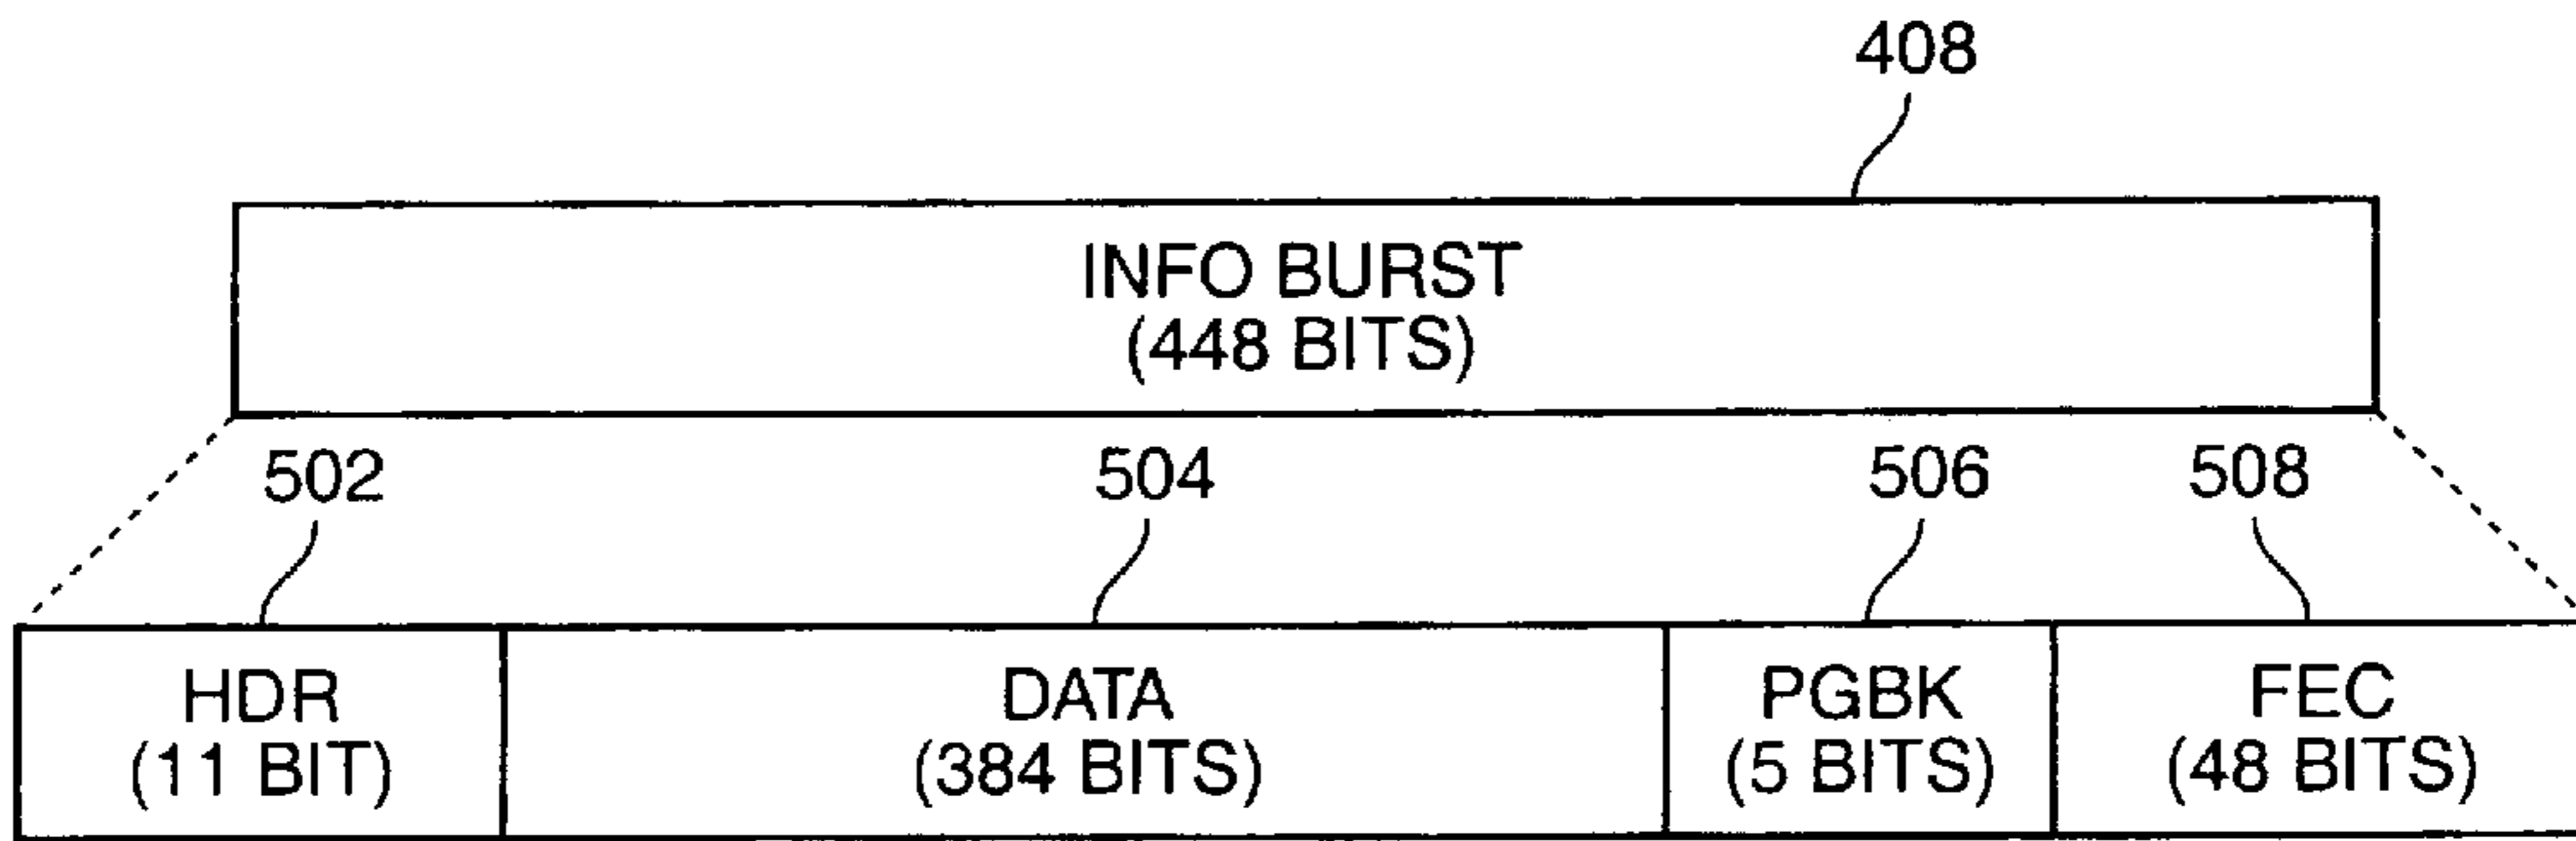 408
INFO BURST
(448 BITS)
502
504
506
508
HDR
(11 BIT)
DATA
(384 BITS)
PGBK
(5 BITS)
FEC
(48 BITS)